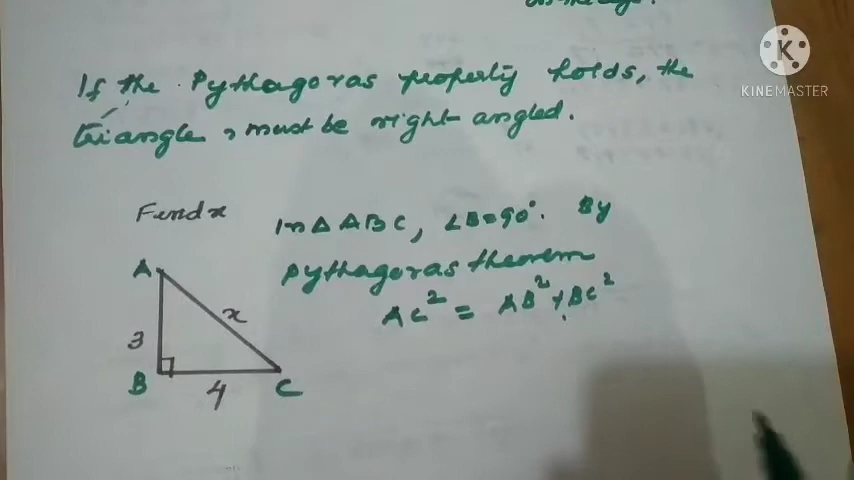 If the Pythagoras property holds, the
triangle, must be right angled.
K
KINEMASTER
Find x
In Δ ABC, ∠B=90°. By
Pythagoras theorem
AC² = AB² + BC²
A
x
3
B
4
C